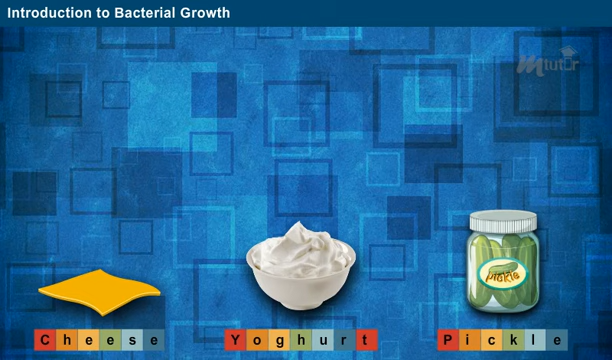 Introduction to Bacterial Growth
mtutor
pickle
Cheese
Yoghurt
Pickle